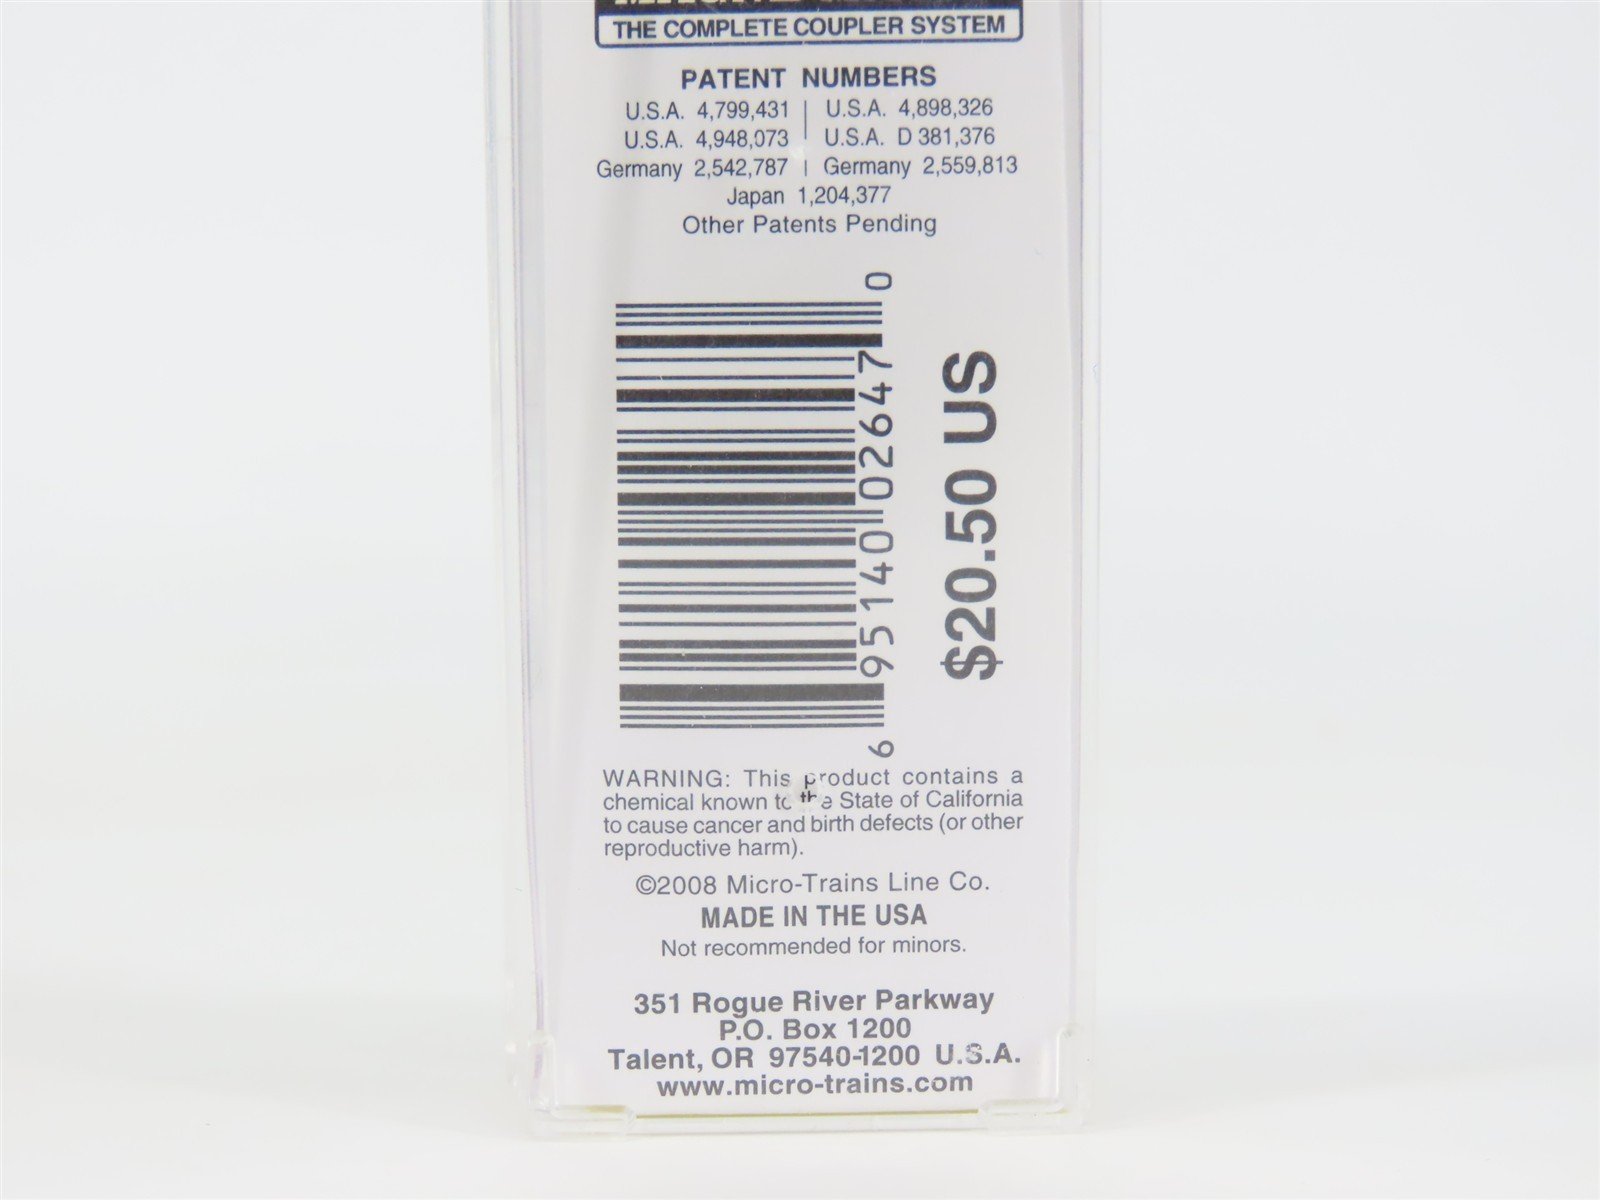 THE COMPLETE COUPLER SYSTEM
PATENT NUMBERS
U.S.A. 4,799,431 | U.S.A. 4,898,326
U.S.A. 4,948,073 | U.S.A. D 381,376
Germany 2,542,787 | Germany 2,559,813
Japan 1,204,377
Other Patents Pending
6 95140 02647 0
$20.50 US
WARNING: This product contains a
chemical known to the State of California
to cause cancer and birth defects (or other
reproductive harm).
©2008 Micro-Trains Line Co.
MADE IN THE USA
Not recommended for minors.
351 Rogue River Parkway
P.O. Box 1200
Talent, OR 97540-1200 U.S.A.
www.micro-trains.com